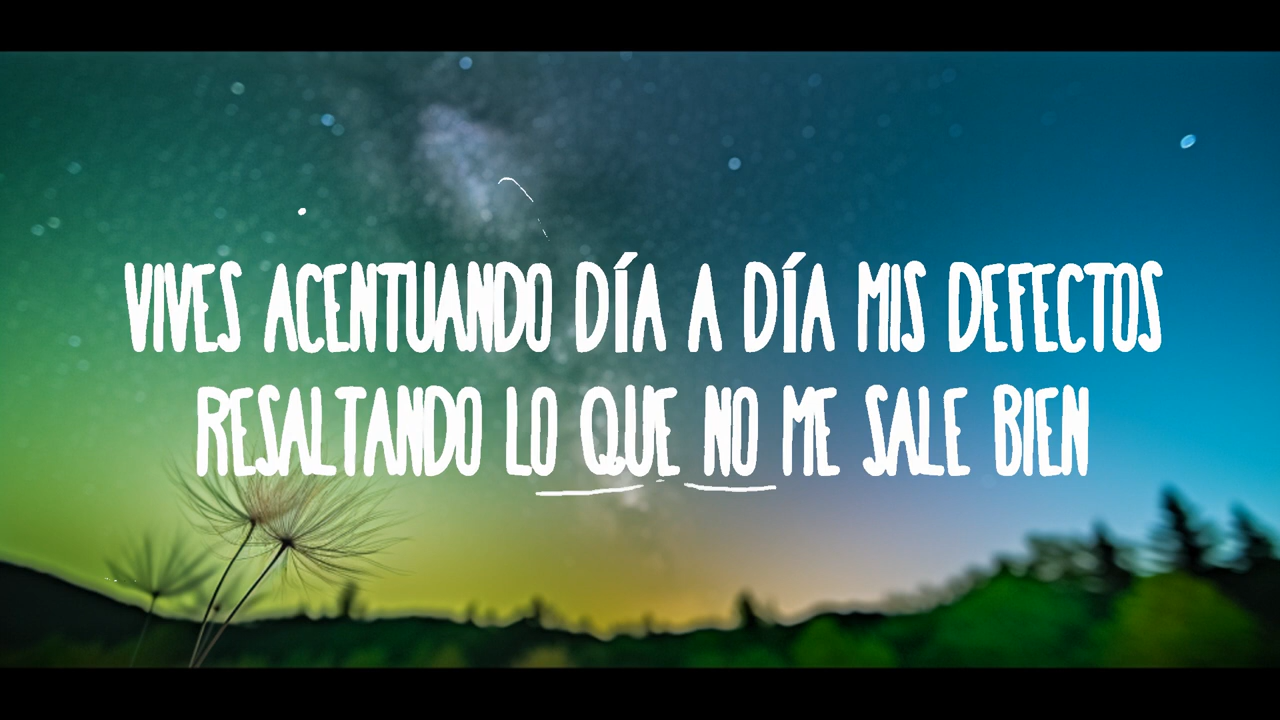 VIVES ACENTUANDO DÍA A DÍA MIS DEFECTOS
RESALTANDO LO QUE NO ME SALE BIEN